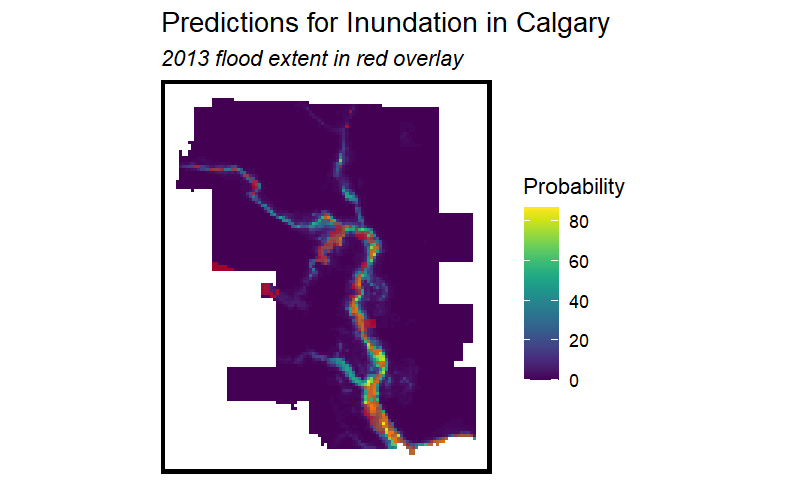 Predictions for Inundation in Calgary
2013 flood extent in red overlay
Probability
80
60
40
20
0